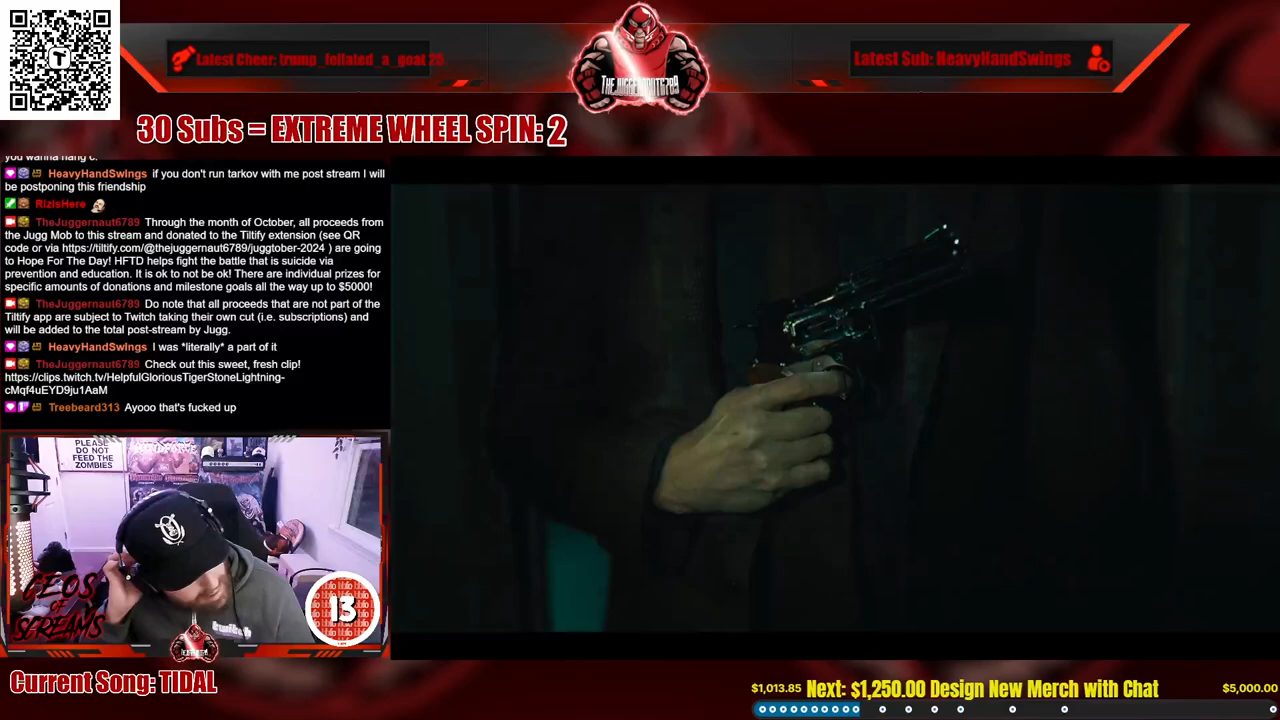 Latest Cheer: trump_fellated_a_goat 25
THEJUGGERNAUT6789
Latest Sub: HeavyHandSwings
30 Subs = EXTREME WHEEL SPIN: 2
you wanna hang c.
HeavyHandSwings if you don't run tarkov with me post stream I will
be postponing this friendship
RizIsHere
TheJuggernaut6789 Through the month of October, all proceeds from
the Jugg Mob to this stream and donated to the Tiltify extension (see QR
code or via https://tiltify.com/@thejuggernaut6789/juggtober-2024 ) are going
to Hope For The Day! HFTD helps fight the battle that is suicide via
prevention and education. It is ok to not be ok! There are individual prizes for
specific amounts of donations and milestone goals all the way up to $5000!
TheJuggernaut6789 Do note that all proceeds that are not part of the
Tiltify app are subject to Twitch taking their own cut (i.e. subscriptions) and
will be added to the total post-stream by Jugg.
HeavyHandSwings I was *literally* a part of it
TheJuggernaut6789 Check out this sweet, fresh clip!
https://clips.twitch.tv/HelpfulGloriousTigerStoneLightning-
cMqf4uEYD9ju1AaM
Treebeard313 Ayooo that's fucked up
PLEASE
DO NOT
FEED THE
ZOMBIES
GEOS
OF
SCREAMS
twitch
13
Current Song: TIDAL
$1,013.85 Next: $1,250.00 Design New Merch with Chat $5,000.00